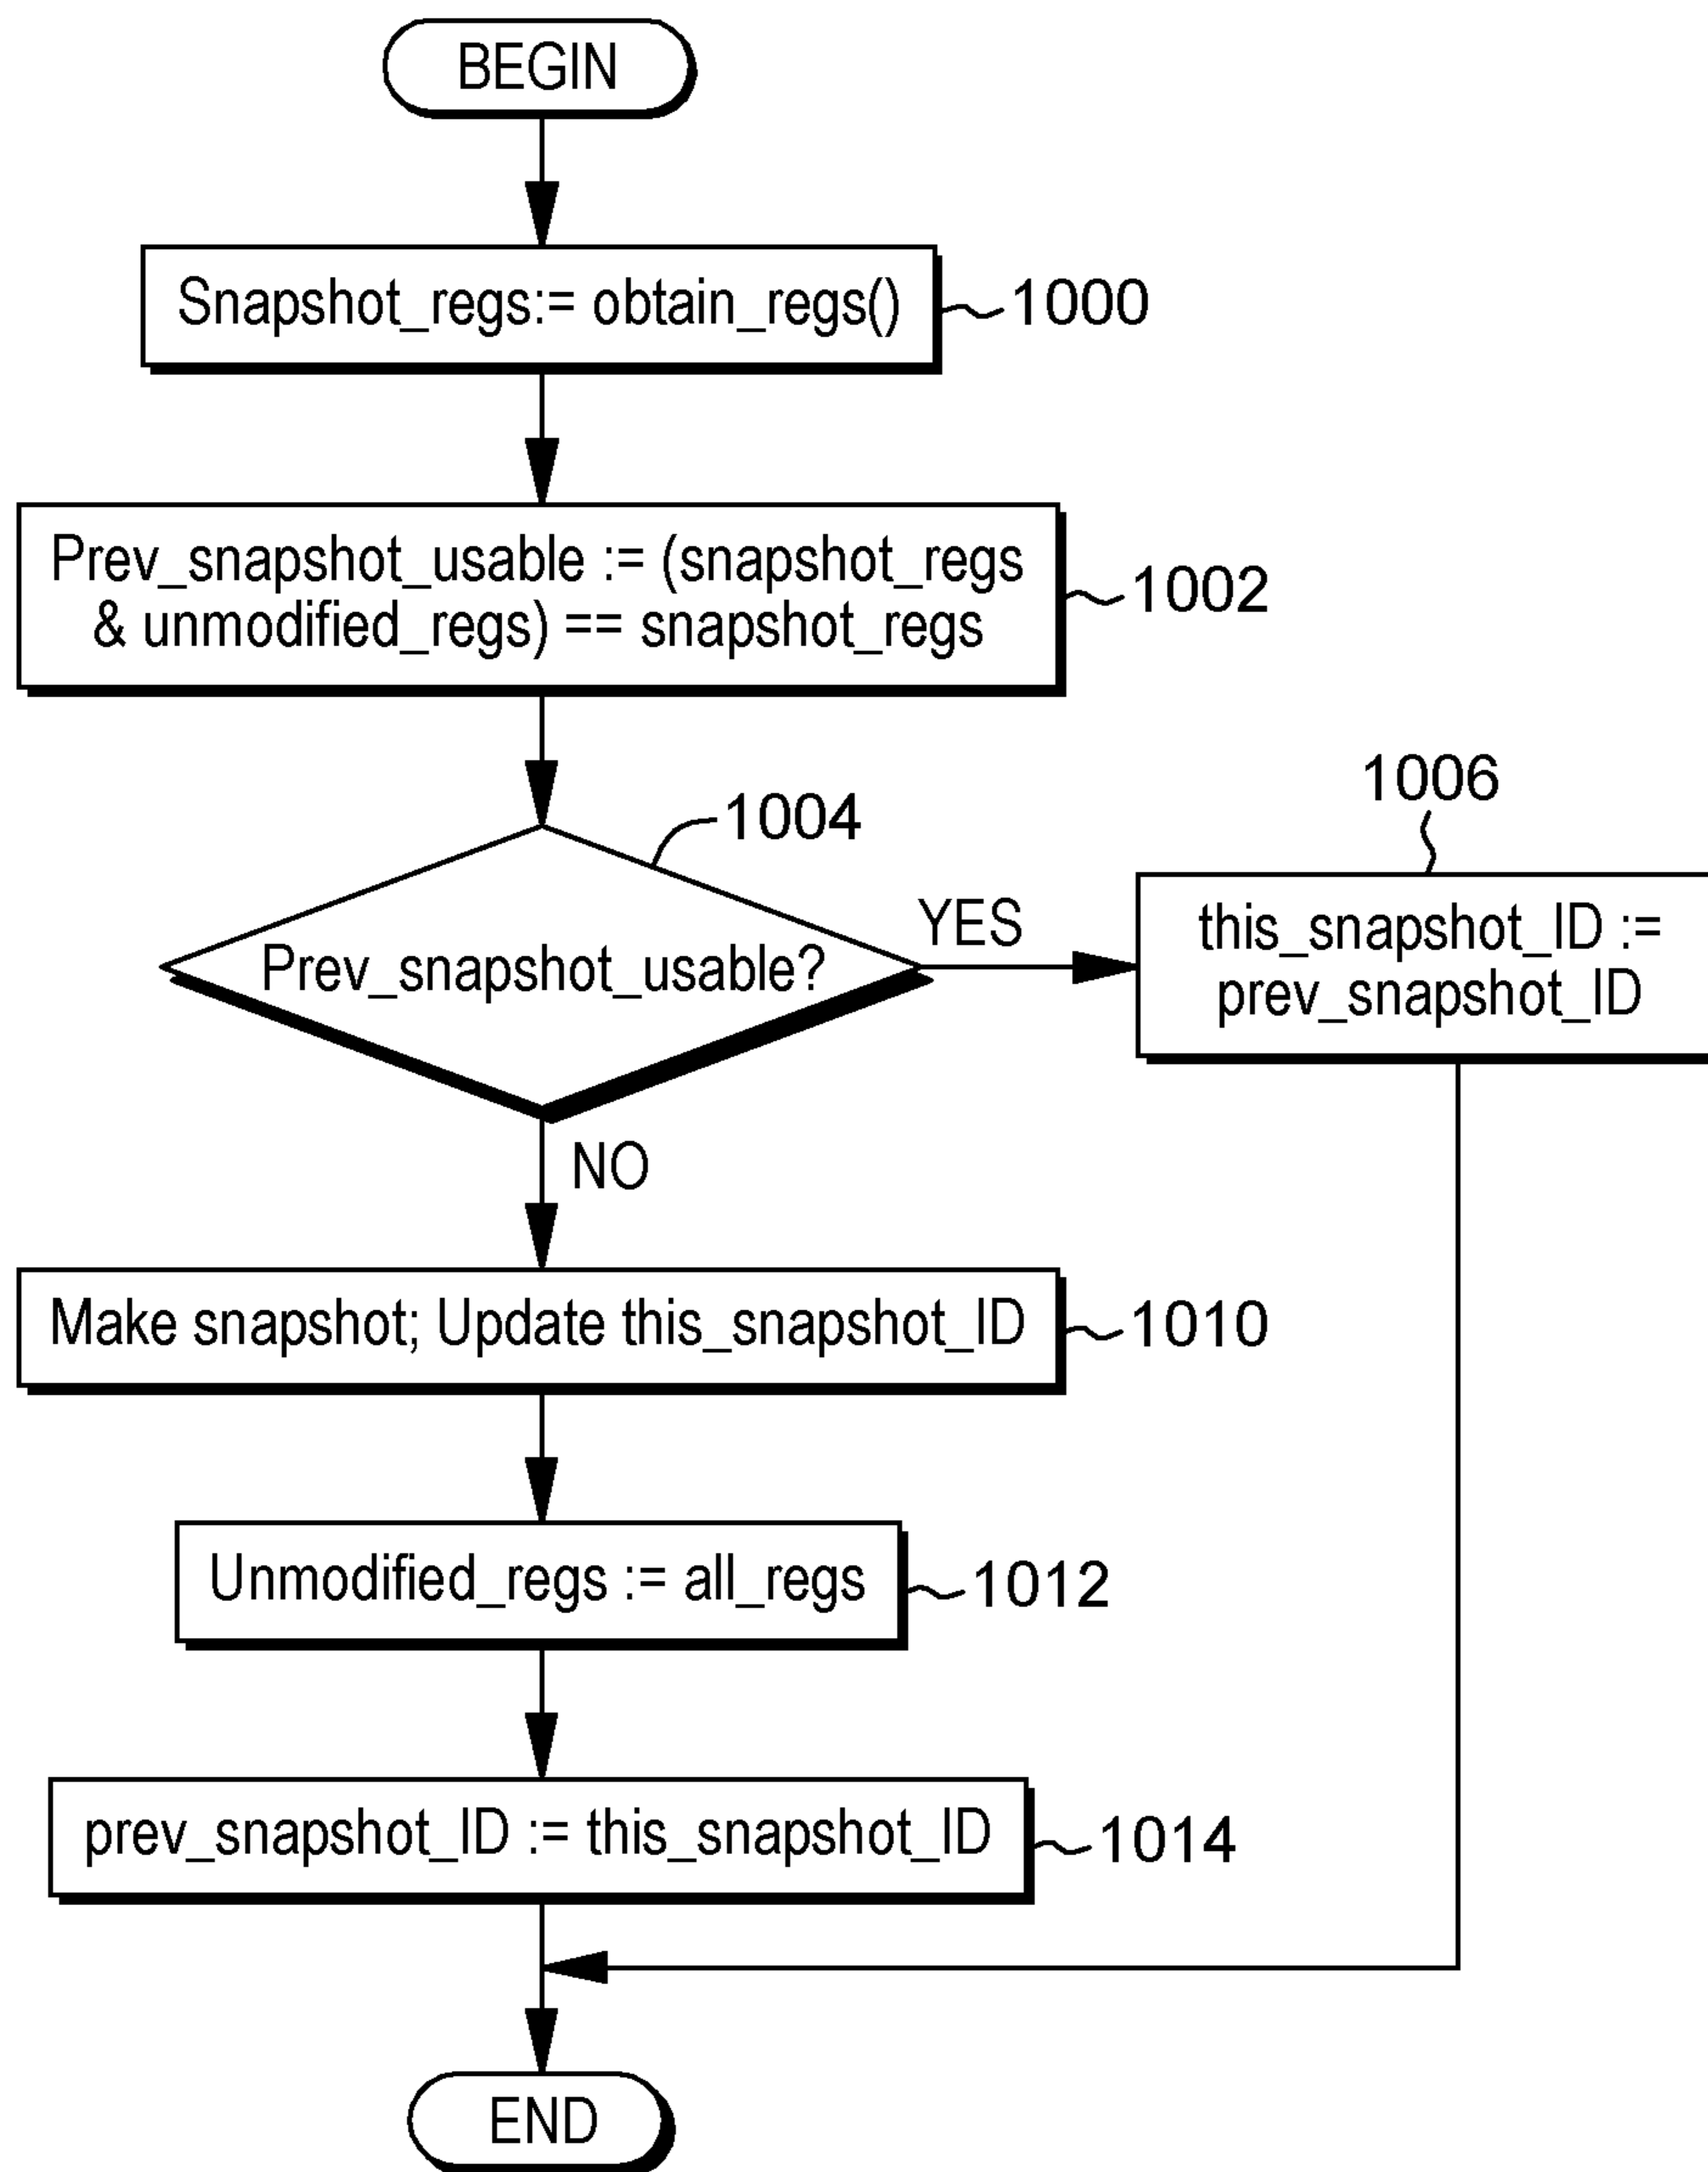 BEGIN
Snapshot_regs:= obtain_regs()
1000
Prev_snapshot_usable := (snapshot_regs
& unmodified_regs) == snapshot_regs
1002
1004
Prev_snapshot_usable?
YES
1006
this_snapshot_ID :=
prev_snapshot_ID
NO
Make snapshot; Update this_snapshot_ID
1010
Unmodified_regs := all_regs
1012
prev_snapshot_ID := this_snapshot_ID
1014
END